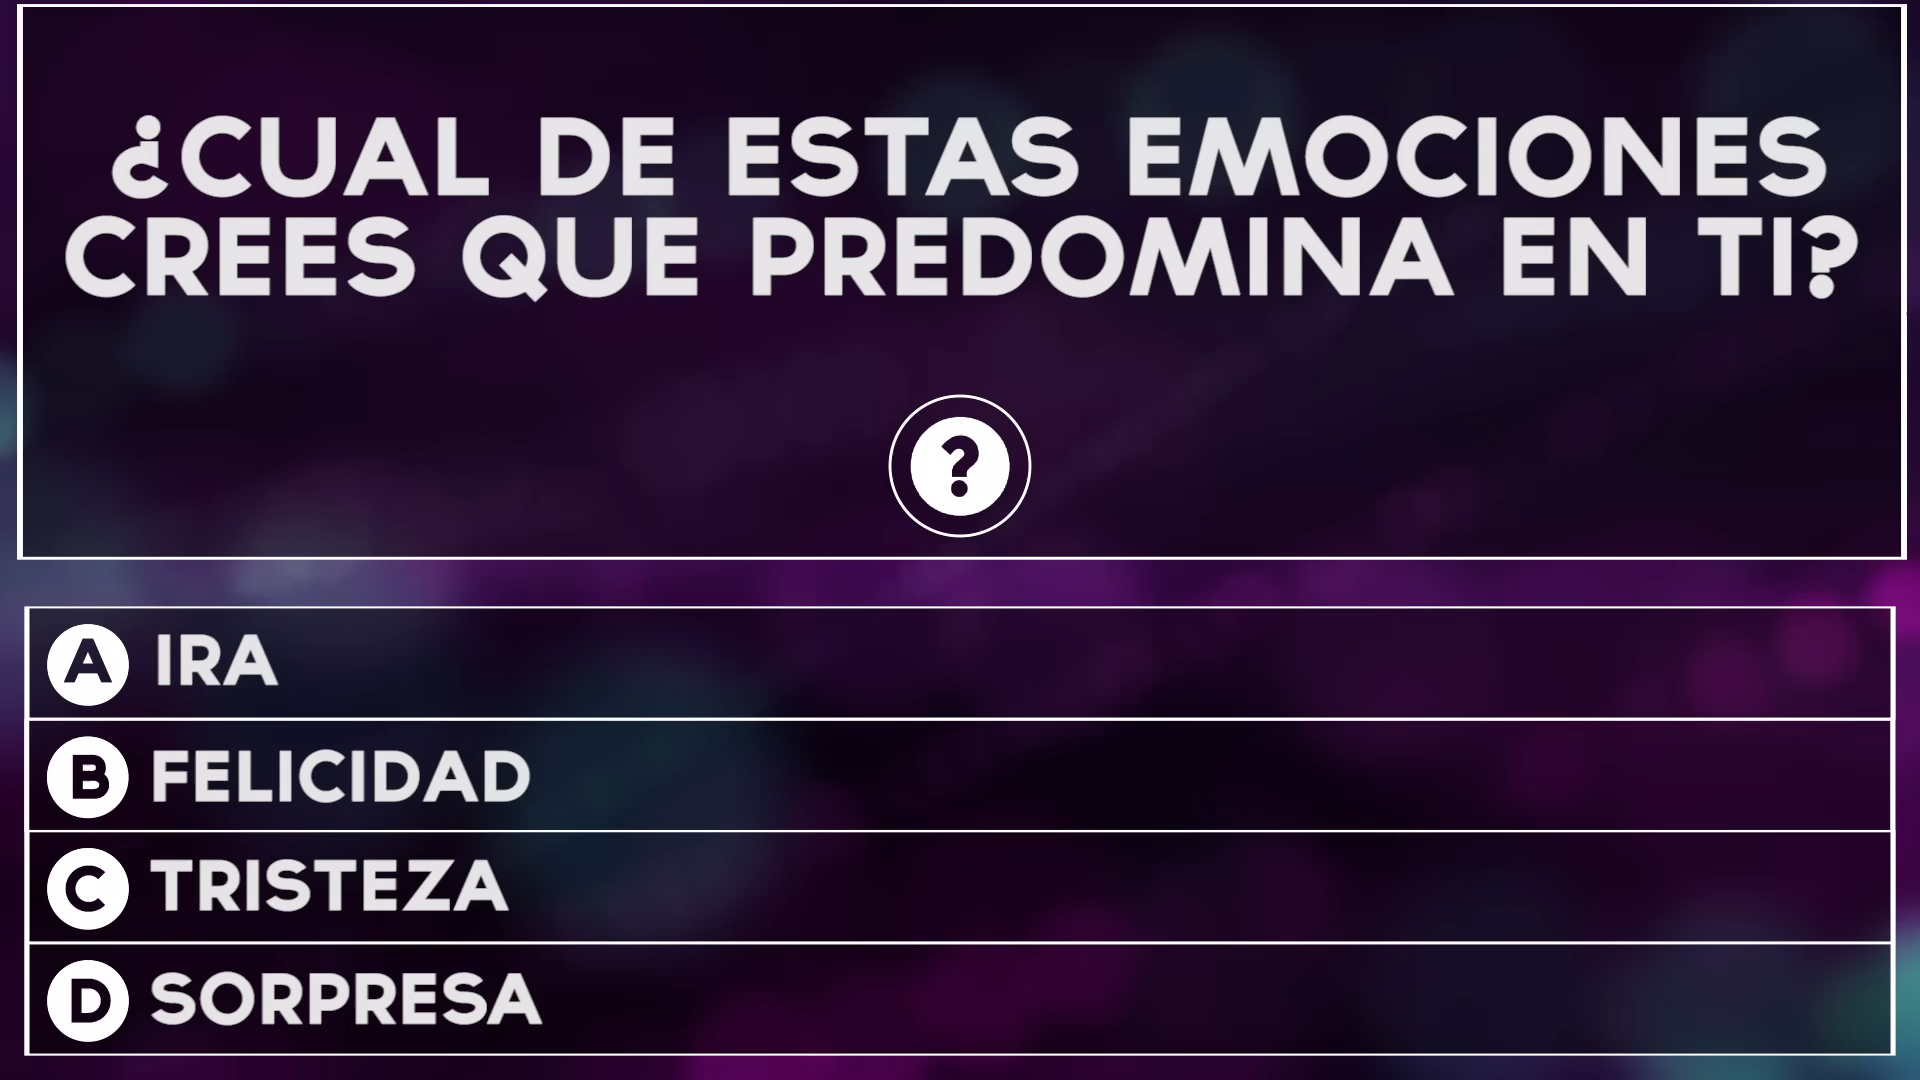 ¿CUAL DE ESTAS EMOCIONES
CREES QUE PREDOMINA EN TI?
?
A IRA
B FELICIDAD
C TRISTEZA
D SORPRESA